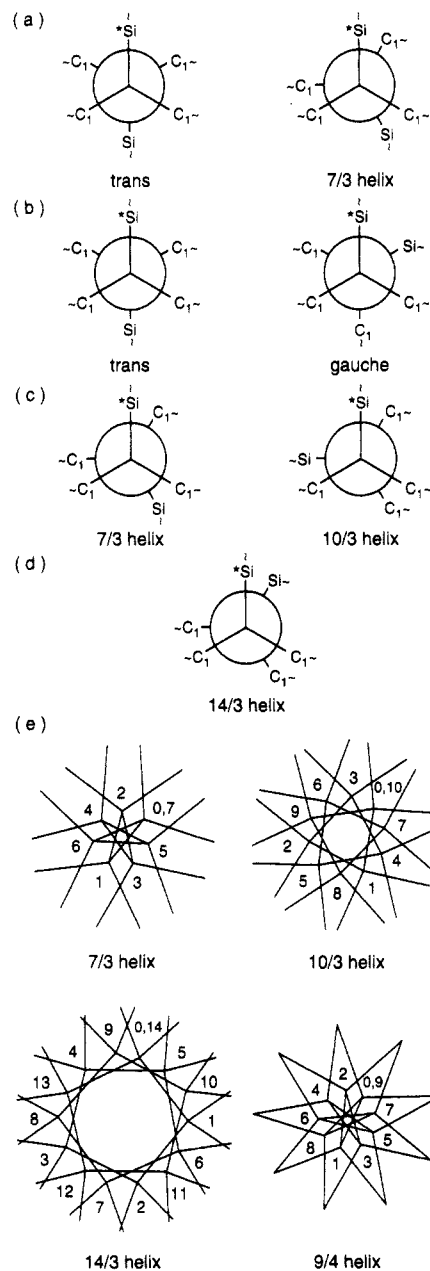 ( a )
*Si *Si
C₁~
~C₁ C₁~
~C₁
~C₁ C₁~ ~C₁ C₁~
Si Si
trans 7/3 helix
( b )
*Si *Si
~C₁ C₁~ Si~
~C₁ C₁~ ~C₁ C₁~
Si C₁
trans gauche
( c )
*Si *Si
C₁~ C₁~
~C₁ ~Si
~C₁ C₁~ ~C₁ C₁~
Si C₁~
7/3 helix 10/3 helix
( d )
*Si Si~
~C₁
~C₁ C₁~
C₁~
14/3 helix
( e )
2 3
4 0,7 6 0,10
9 7
6 5 2 4
1 3 5 8 1
7/3 helix 10/3 helix
9 0,14
4 5 2 0,9
13 10 4 7
8 1 6 5
3 6 8
12 7 2 11 1 3
14/3 helix 9/4 helix